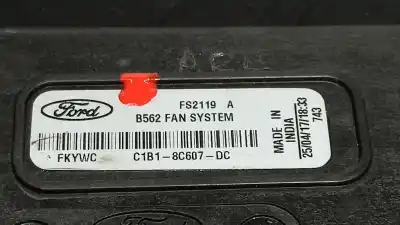 Ford
FS2119 A
B562 FAN SYSTEM
FKYWC C1B1-8C607-DC
MADE IN
INDIA
25/04/17/18:33
743